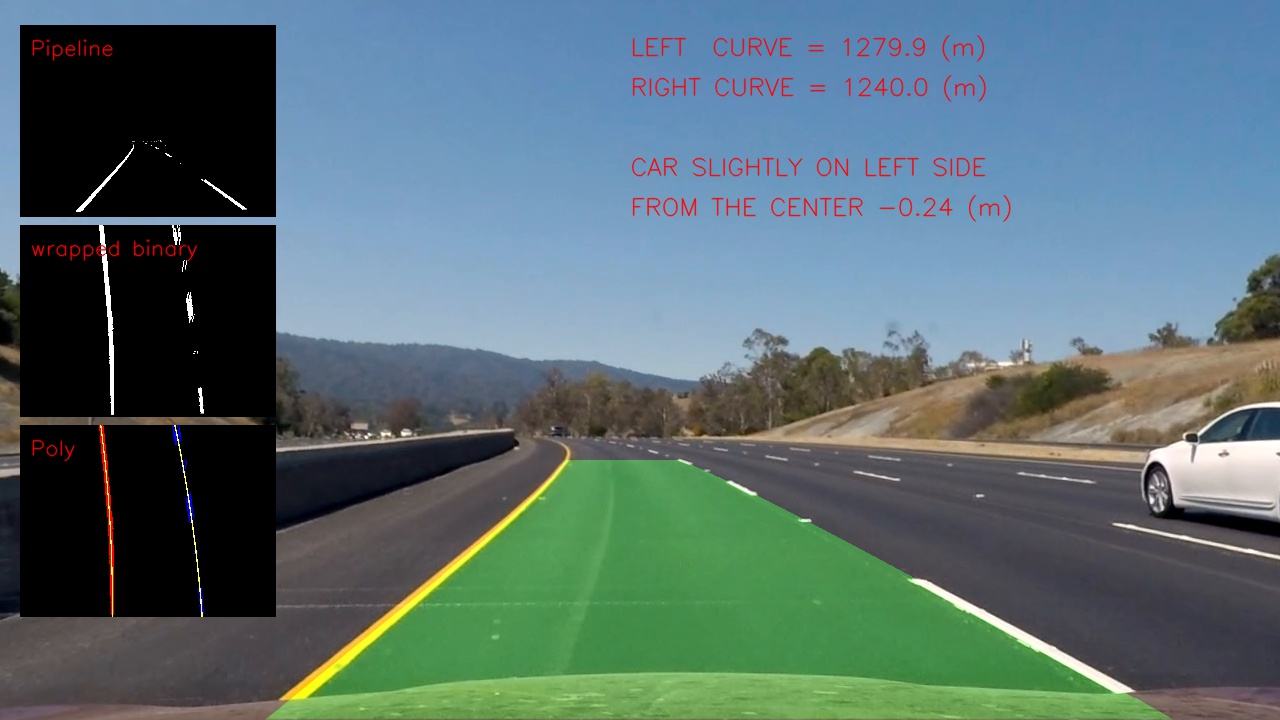 Pipeline
wrapped binary
Poly
LEFT CURVE = 1279.9 (m)
RIGHT CURVE = 1240.0 (m)
CAR SLIGHTLY ON LEFT SIDE
FROM THE CENTER -0.24 (m)